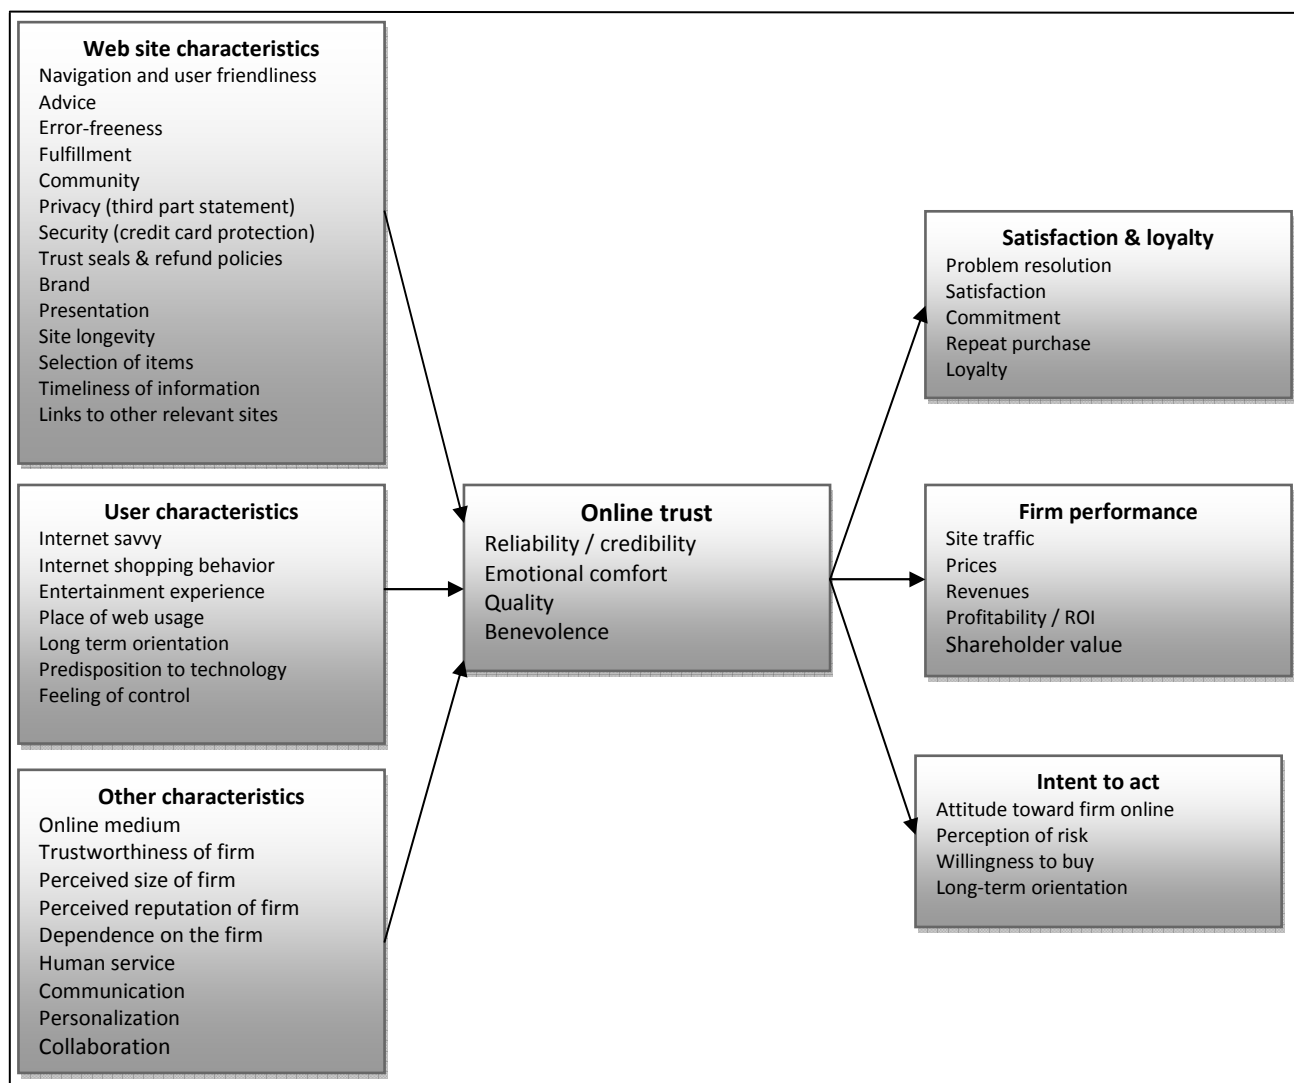 Web site characteristics
Navigation and user friendliness
Advice
Error-freeness
Fulfillment
Community
Privacy (third part statement)
Security (credit card protection)
Trust seals & refund policies
Brand
Presentation
Site longevity
Selection of items
Timeliness of information
Links to other relevant sites
User characteristics
Internet savvy
Internet shopping behavior
Entertainment experience
Place of web usage
Long term orientation
Predisposition to technology
Feeling of control
Other characteristics
Online medium
Trustworthiness of firm
Perceived size of firm
Perceived reputation of firm
Dependence on the firm
Human service
Communication
Personalization
Collaboration
Online trust
Reliability / credibility
Emotional comfort
Quality
Benevolence
Satisfaction & loyalty
Problem resolution
Satisfaction
Commitment
Repeat purchase
Loyalty
Firm performance
Site traffic
Prices
Revenues
Profitability / ROI
Shareholder value
Intent to act
Attitude toward firm online
Perception of risk
Willingness to buy
Long-term orientation